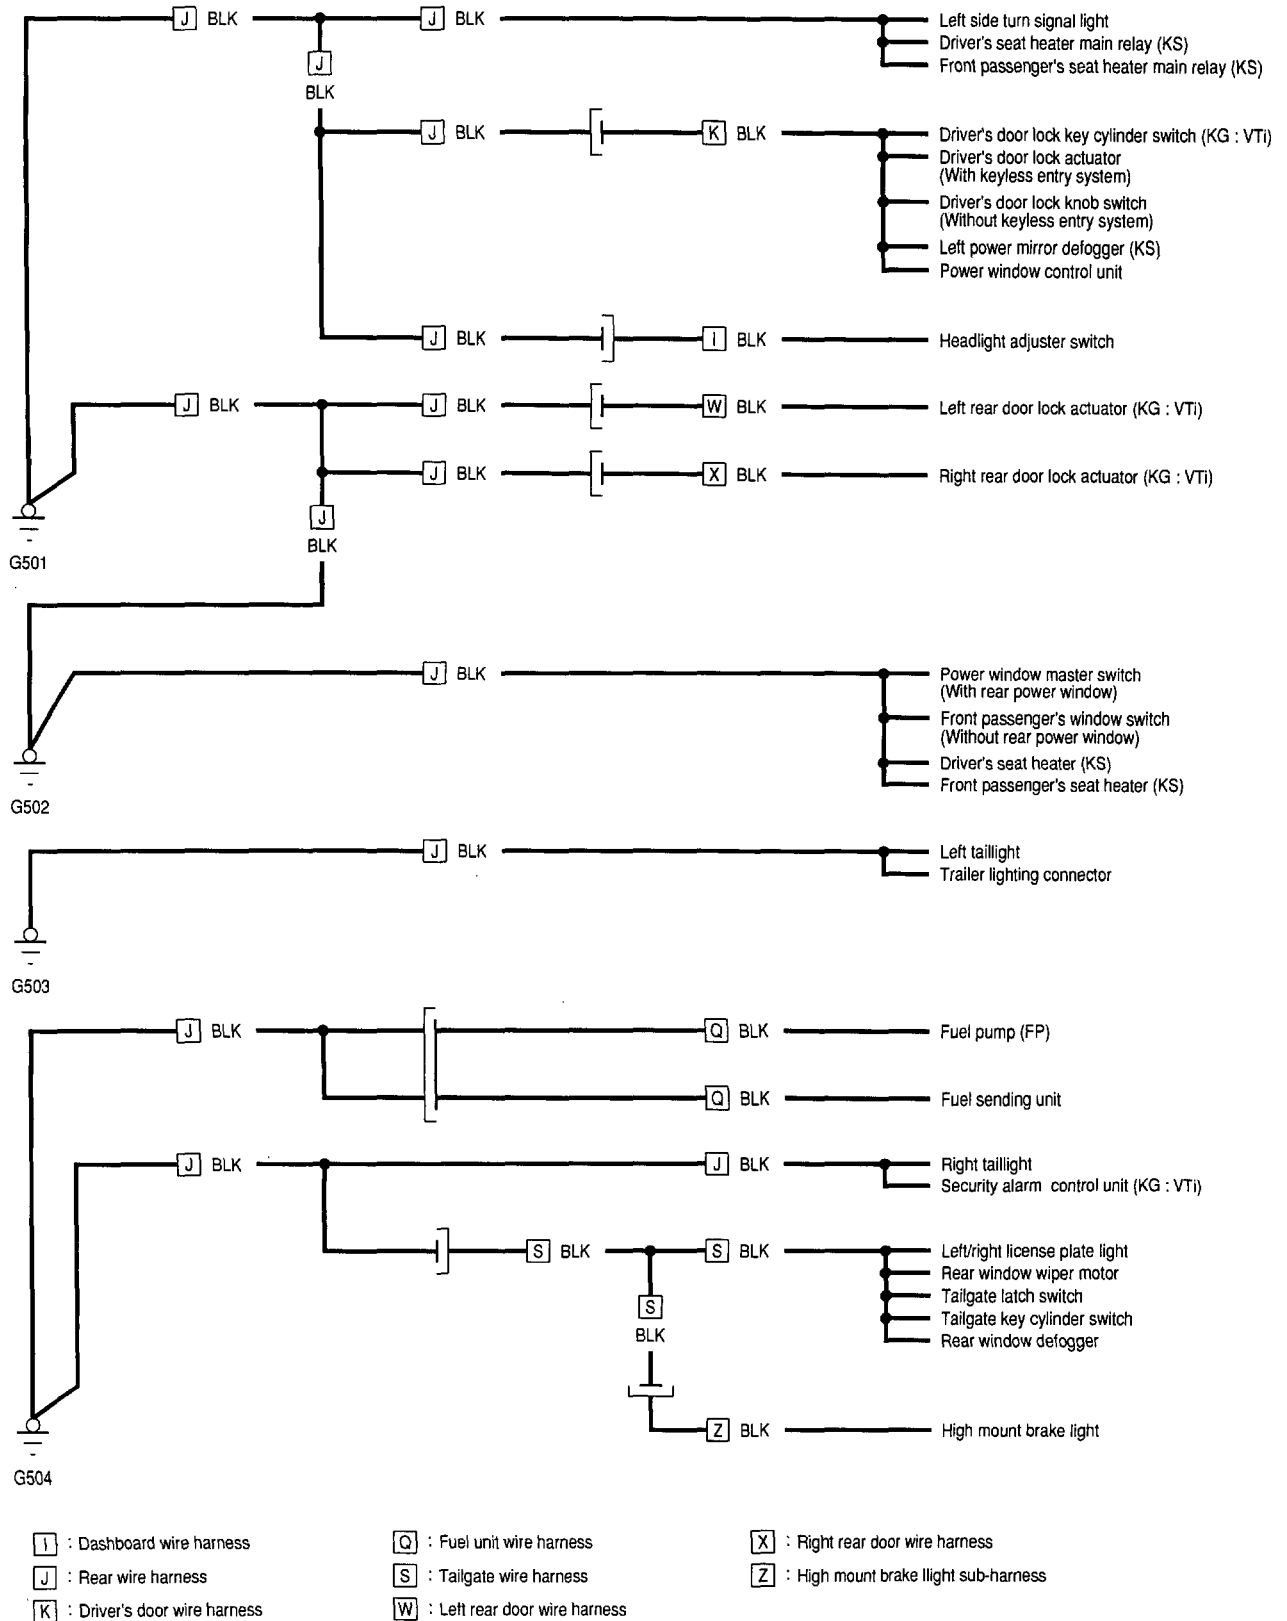 J BLK J BLK Left side turn signal light
Driver's seat heater main relay (KS)
J
Front passenger's seat heater main relay (KS)
BLK
J BLK K BLK Driver's door lock key cylinder switch (KG : VTi)
Driver's door lock actuator
(With keyless entry system)
Driver's door lock knob switch
(Without keyless entry system)
Left power mirror defogger (KS)
Power window control unit
J BLK I BLK Headlight adjuster switch
J BLK J BLK W BLK Left rear door lock actuator (KG : VTi)
J BLK X BLK Right rear door lock actuator (KG : VTi)
J
BLK
G501
J BLK Power window master switch
(With rear power window)
Front passenger's window switch
(Without rear power window)
Driver's seat heater (KS)
Front passenger's seat heater (KS)
G502
J BLK Left taillight
Trailer lighting connector
G503
J BLK Q BLK Fuel pump (FP)
Q BLK Fuel sending unit
J BLK J BLK Right taillight
Security alarm control unit (KG : VTi)
S BLK S BLK Left/right license plate light
Rear window wiper motor
Tailgate latch switch
S
Tailgate key cylinder switch
BLK
Rear window defogger
Z BLK High mount brake light
G504
I : Dashboard wire harness
J : Rear wire harness
K : Driver's door wire harness
Q : Fuel unit wire harness
S : Tailgate wire harness
W : Left rear door wire harness
X : Right rear door wire harness
Z : High mount brake llight sub-harness